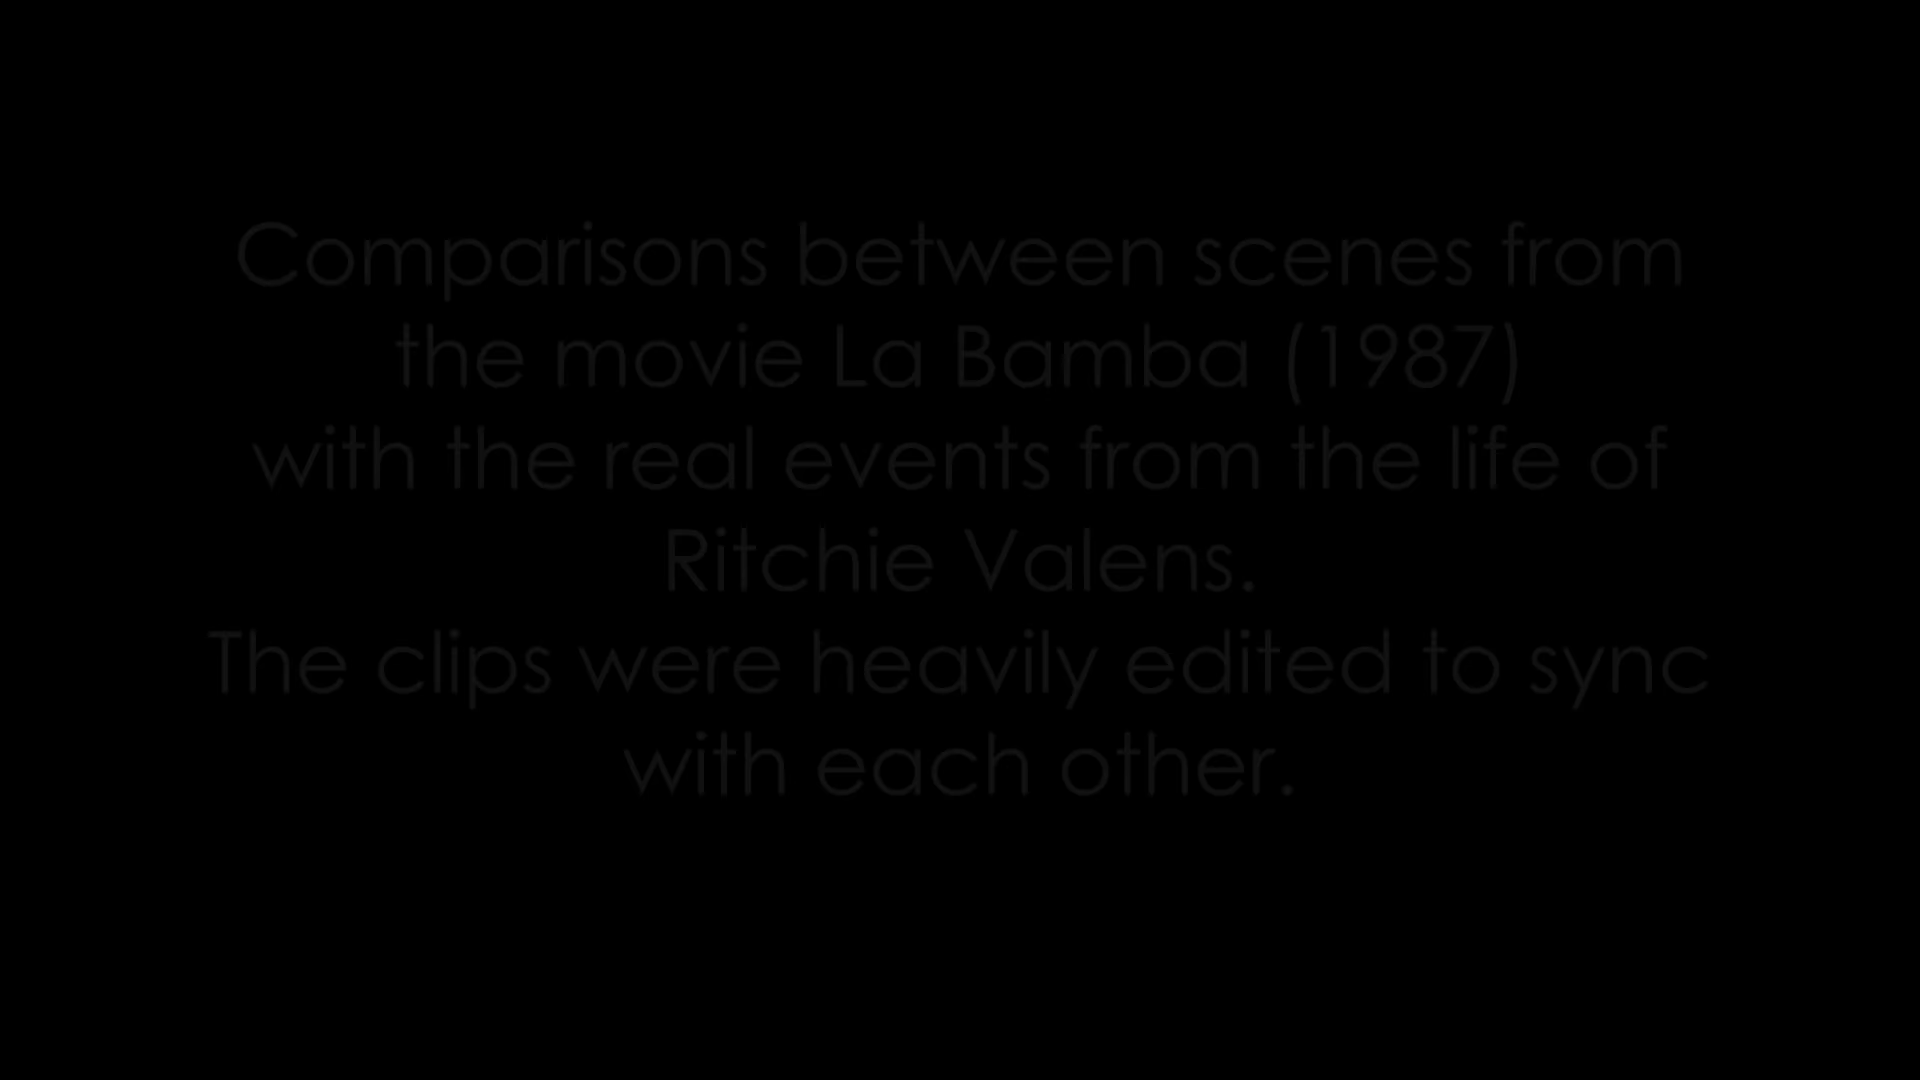 Comparisons between scenes from
the movie La Bamba (1987)
with the real events from the life of
Ritchie Valens.
The clips were heavily edited to sync
with each other.